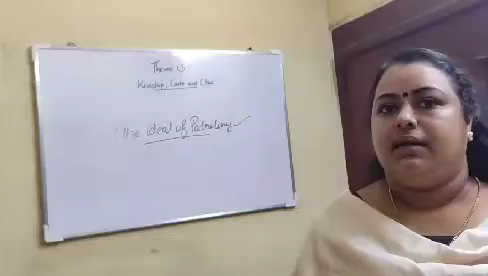 Theme 3
Kinship, Caste and Class
The ideal of Patriliny